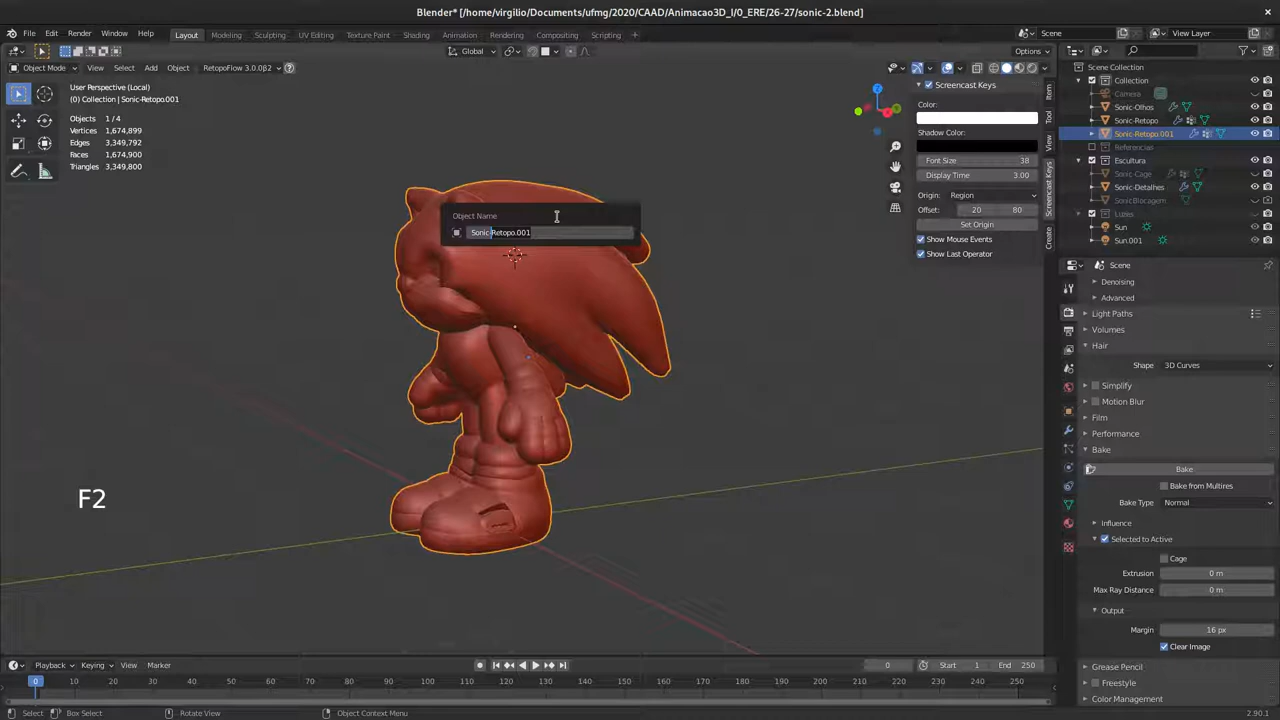 Blender* [/home/virgilio/Documents/ufmg/2020/CAAD/Animacao3D_I/0_ERE/26-27/sonic-2.blend]
File Edit Render Window Help Layout Modeling Sculpting UV Editing Texture Paint Shading Animation Rendering Compositing Scripting + Scene View Layer
Global Options
Object Mode View Select Add Object RetopoFlow 3.0.0β2
User Perspective (Local)
(0) Collection | Sonic-Retopo.001
Objects 1 / 4
Vertices 1,674,899
Edges 3,349,792
Faces 1,674,900
Triangles 3,349,800
Object Name
Sonic-Retopo.001
F2
Screencast Keys
Color:
Shadow Color:
Font Size 38
Display Time 3.00
Origin: Region
Offset: 20 80
Set Origin
Show Mouse Events
Show Last Operator
Item
Tool
View
Screencast Keys
Create
Scene Collection
Collection
Camera
Sonic-Olhos
Sonic-Retopo
Sonic-Retopo.001
Referencias
Escultura
Sonic-Cage
Sonic-Detalhes
SonicBlocagem
Luzes
Sun
Sun.001
Scene
Denoising
Advanced
Light Paths
Volumes
Hair
Shape 3D Curves
Simplify
Motion Blur
Film
Performance
Bake
Bake
Bake from Multires
Bake Type Normal
Influence
Selected to Active
Cage
Extrusion 0 m
Max Ray Distance 0 m
Output
Margin 16 px
Clear Image
Grease Pencil
Freestyle
Color Management
Playback Keying View Marker 0 Start 1 End 250
0 10 20 30 40 50 60 70 80 90 100 110 120 130 140 150 160 170 180 190 200 210 220 230 240 250
Select Box Select Rotate View Object Context Menu 2.90.1